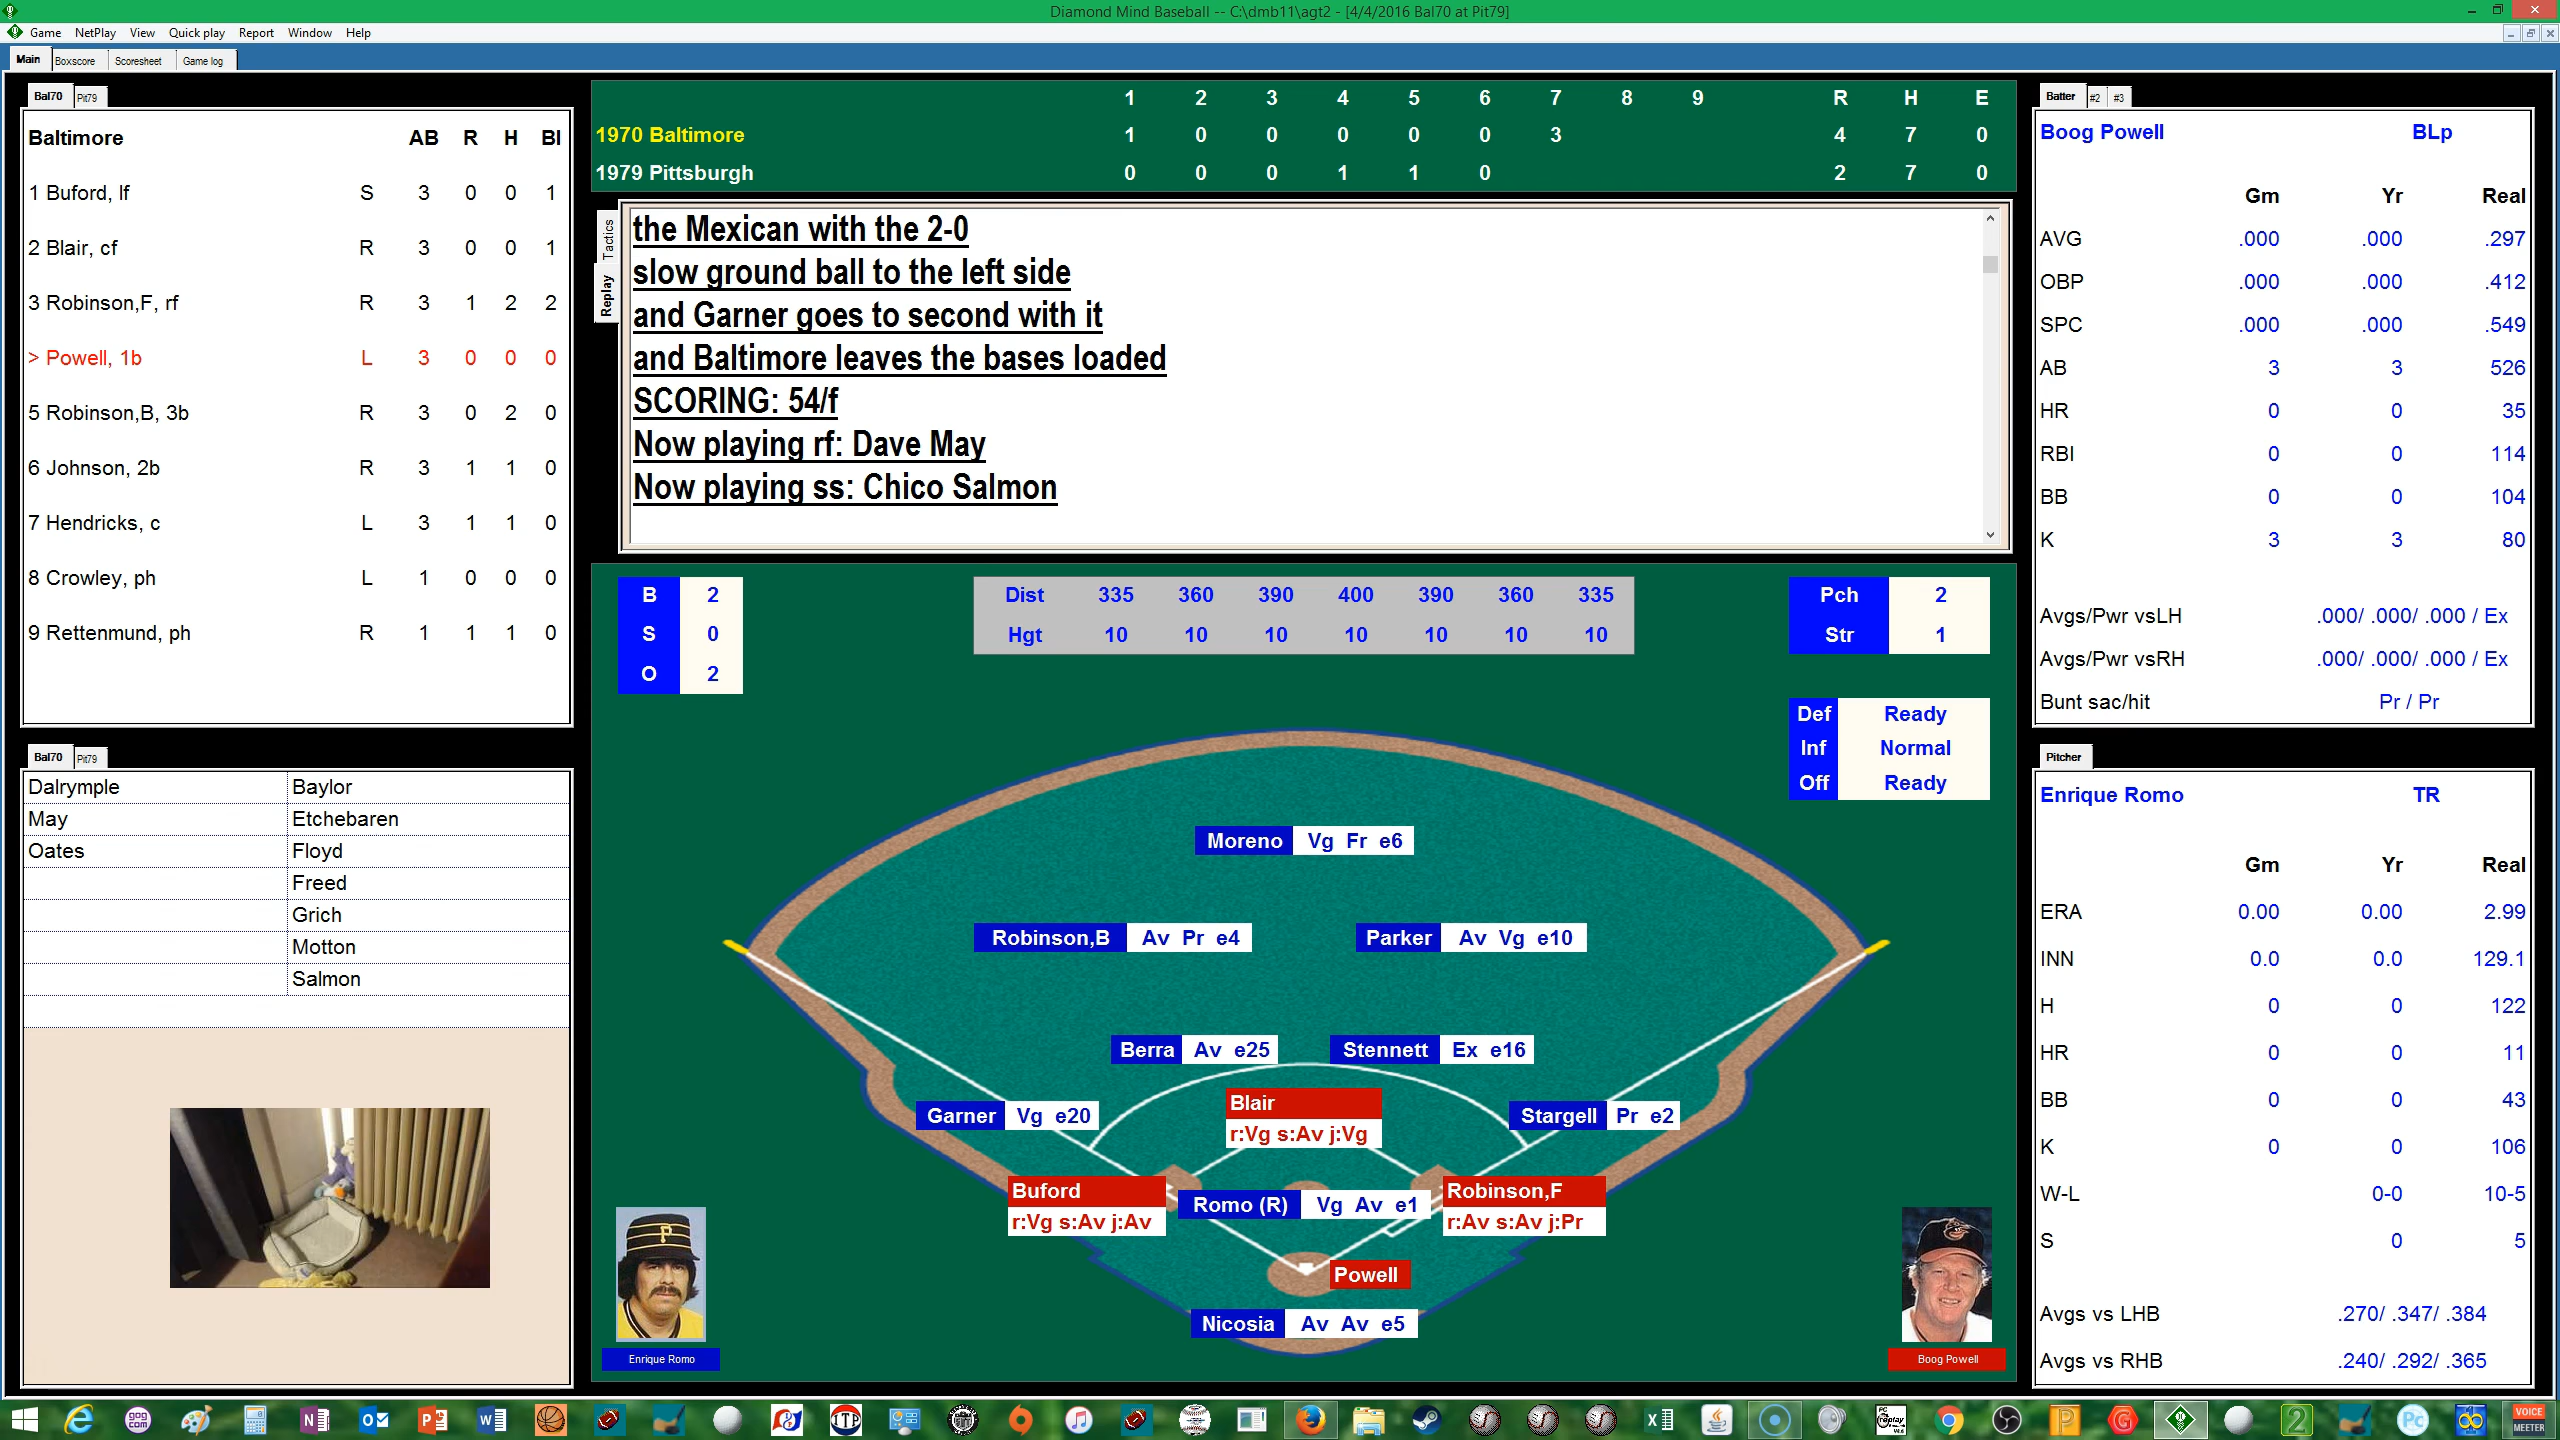 Diamond Mind Baseball -- C:\dmb11\agt2 - [4/4/2016 Bal70 at Pit79]
Game NetPlay View Quick play Report Window Help
Main Boxscore Scoresheet Game log
Bal70 Pit79
Baltimore AB R H BI
1 Buford, lf S 3 0 0 1
2 Blair, cf R 3 0 0 1
3 Robinson,F, rf R 3 1 2 2
> Powell, 1b L 3 0 0 0
5 Robinson,B, 3b R 3 0 2 0
6 Johnson, 2b R 3 1 1 0
7 Hendricks, c L 3 1 1 0
8 Crowley, ph L 1 0 0 0
9 Rettenmund, ph R 1 1 1 0
1 2 3 4 5 6 7 8 9 R H E
1970 Baltimore 1 0 0 0 0 0 3 4 7 0
1979 Pittsburgh 0 0 0 1 1 0 2 7 0
Tactics
Replay
the Mexican with the 2-0
slow ground ball to the left side
and Garner goes to second with it
and Baltimore leaves the bases loaded
SCORING: 54/f
Now playing rf: Dave May
Now playing ss: Chico Salmon
Batter #2 #3
Boog Powell BLp
Gm Yr Real
AVG .000 .000 .297
OBP .000 .000 .412
SPC .000 .000 .549
AB 3 3 526
HR 0 0 35
RBI 0 0 114
BB 0 0 104
K 3 3 80
Avgs/Pwr vsLH .000/ .000/ .000 / Ex
Avgs/Pwr vsRH .000/ .000/ .000 / Ex
Bunt sac/hit Pr / Pr
Bal70 Pit79
Dalrymple Baylor
May Etchebaren
Oates Floyd
Freed
Grich
Motton
Salmon
B 2
S 0
O 2
Dist 335 360 390 400 390 360 335
Hgt 10 10 10 10 10 10 10
Pch 2
Str 1
Def Ready
Inf Normal
Off Ready
Moreno Vg Fr e6
Robinson,B Av Pr e4
Parker Av Vg e10
Berra Av e25
Stennett Ex e16
Garner Vg e20
Blair
r:Vg s:Av j:Vg
Stargell Pr e2
Buford
r:Vg s:Av j:Av
Romo (R) Vg Av e1
Robinson,F
r:Av s:Av j:Pr
Powell
Nicosia Av Av e5
Enrique Romo
Boog Powell
Pitcher
Enrique Romo TR
Gm Yr Real
ERA 0.00 0.00 2.99
INN 0.0 0.0 129.1
H 0 0 122
HR 0 0 11
BB 0 0 43
K 0 0 106
W-L 0-0 10-5
S 0 5
Avgs vs LHB .270/ .347/ .384
Avgs vs RHB .240/ .292/ .365
gog
com
ITP
VOICE
MEETER